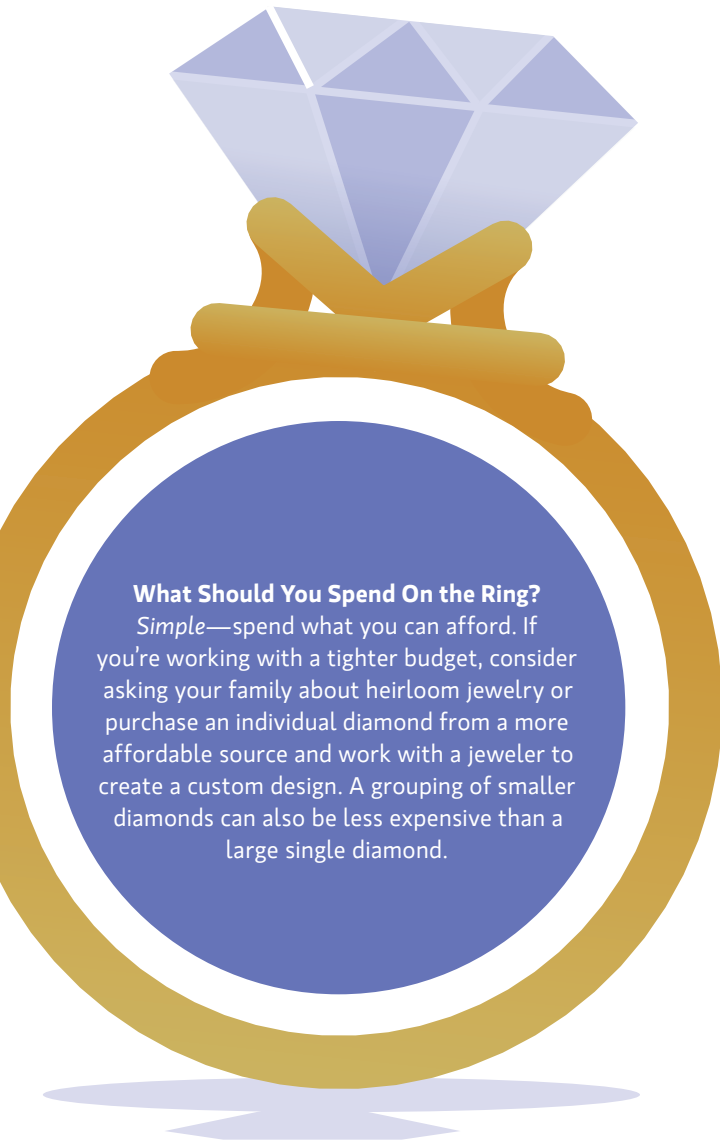 What Should You Spend On the Ring?
Simple—spend what you can afford. If
you're working with a tighter budget, consider
asking your family about heirloom jewelry or
purchase an individual diamond from a more
affordable source and work with a jeweler to
create a custom design. A grouping of smaller
diamonds can also be less expensive than a
large single diamond.